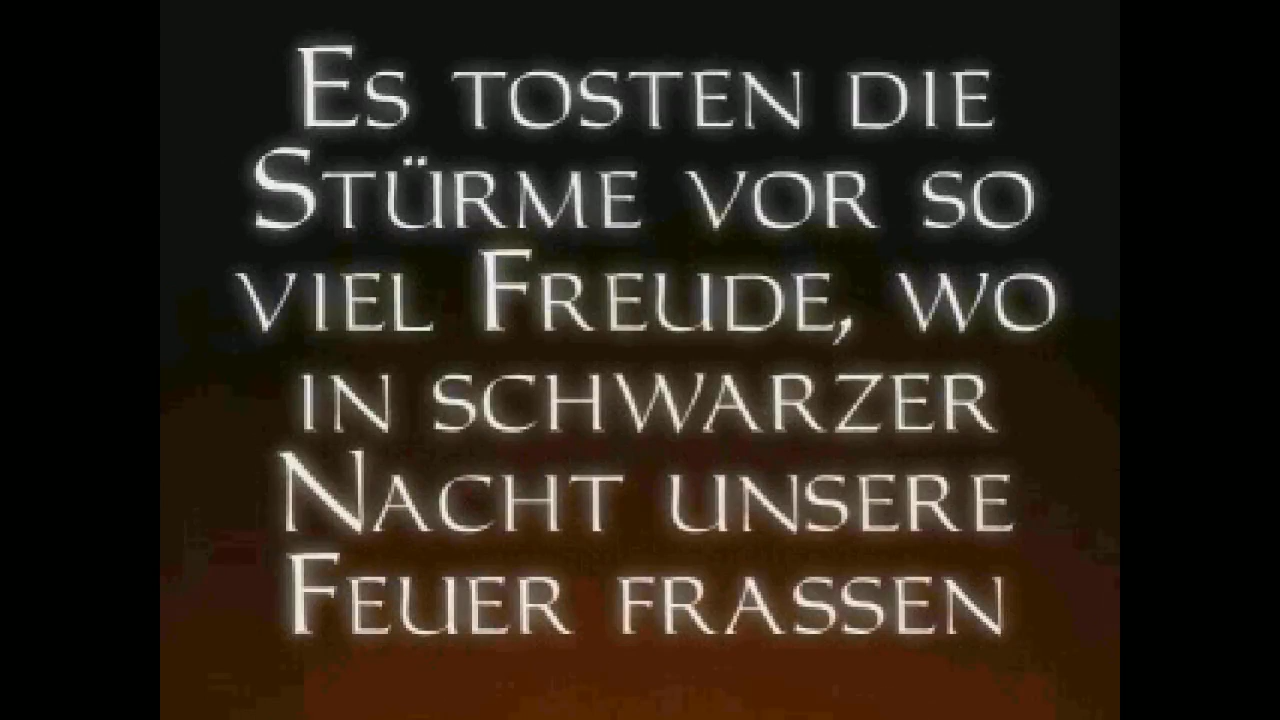 Es tosten die
Stürme vor so
viel Freude, wo
in schwarzer
Nacht unsere
Feuer frassen